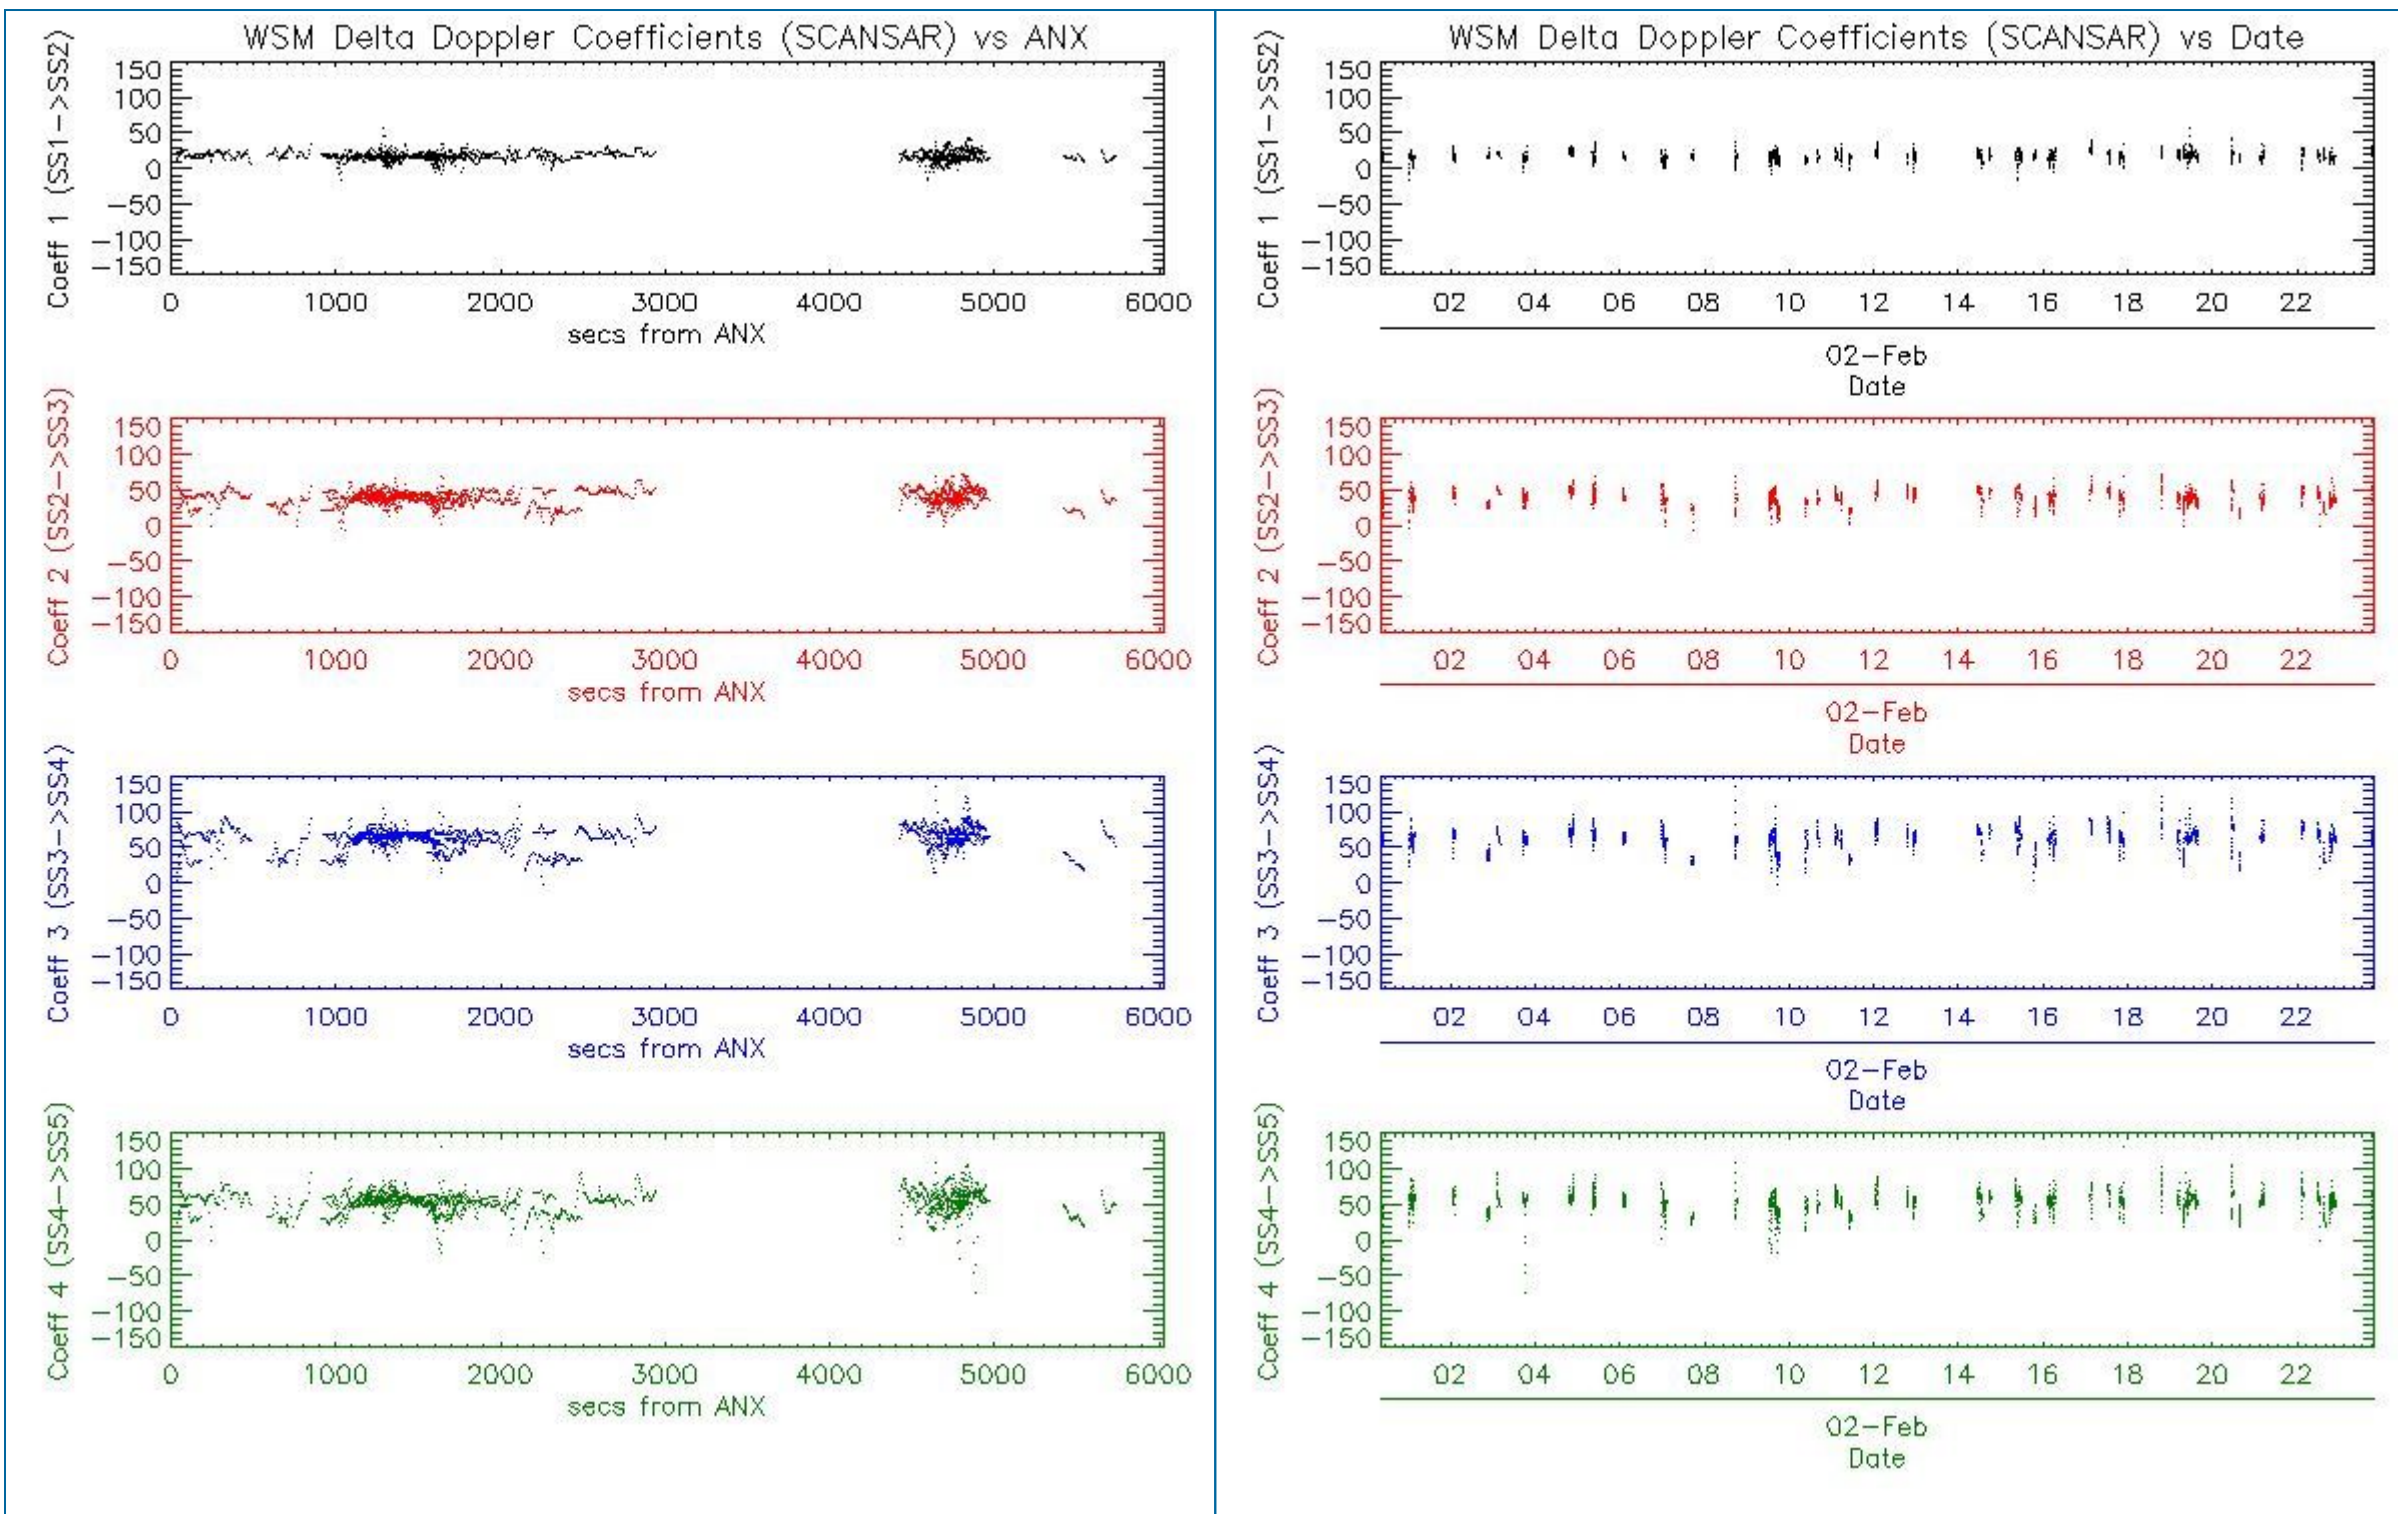 WSM Delta Doppler Coefficients (SCANSAR) vs ANX
Coeff 1 (SS1->SS2)
150
100
50
0
-50
-100
-150
0 1000 2000 3000 4000 5000 6000
secs from ANX
Coeff 2 (SS2->SS3)
150
100
50
0
-50
-100
-150
0 1000 2000 3000 4000 5000 6000
secs from ANX
Coeff 3 (SS3->SS4)
150
100
50
0
-50
-100
-150
0 1000 2000 3000 4000 5000 6000
secs from ANX
Coeff 4 (SS4->SS5)
150
100
50
0
-50
-100
-150
0 1000 2000 3000 4000 5000 6000
secs from ANX
WSM Delta Doppler Coefficients (SCANSAR) vs Date
Coeff 1 (SS1->SS2)
150
100
50
0
-50
-100
-150
02 04 06 08 10 12 14 16 18 20 22
02-Feb
Date
Coeff 2 (SS2->SS3)
150
100
50
0
-50
-100
-150
02 04 06 08 10 12 14 16 18 20 22
02-Feb
Date
Coeff 3 (SS3->SS4)
150
100
50
0
-50
-100
-150
02 04 06 08 10 12 14 16 18 20 22
02-Feb
Date
Coeff 4 (SS4->SS5)
150
100
50
0
-50
-100
-150
02 04 06 08 10 12 14 16 18 20 22
02-Feb
Date